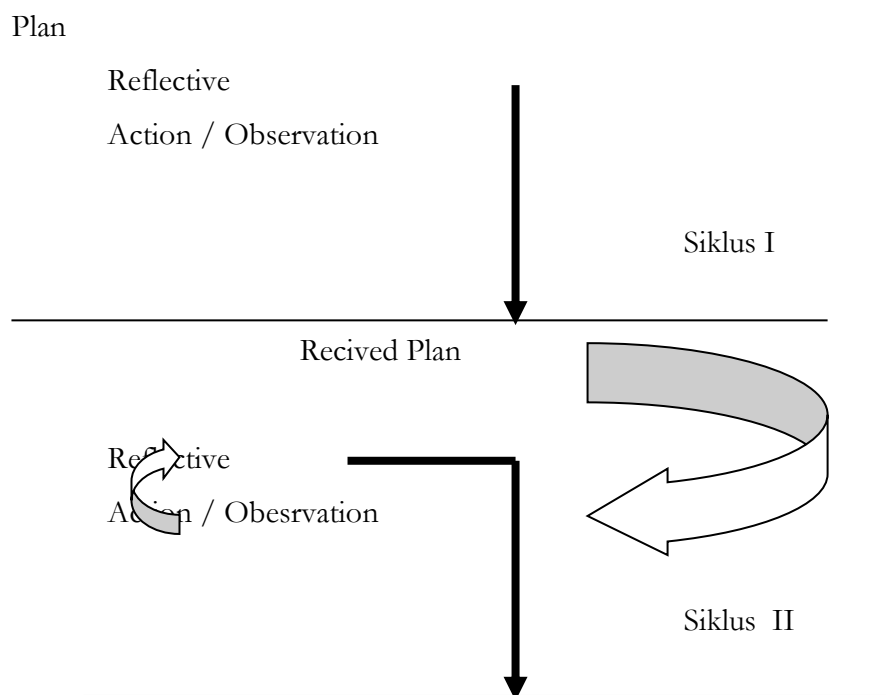 Plan
Reflective
Action / Observation
Siklus I
Recived Plan
Reflective
Action / Obesrvation
Siklus II